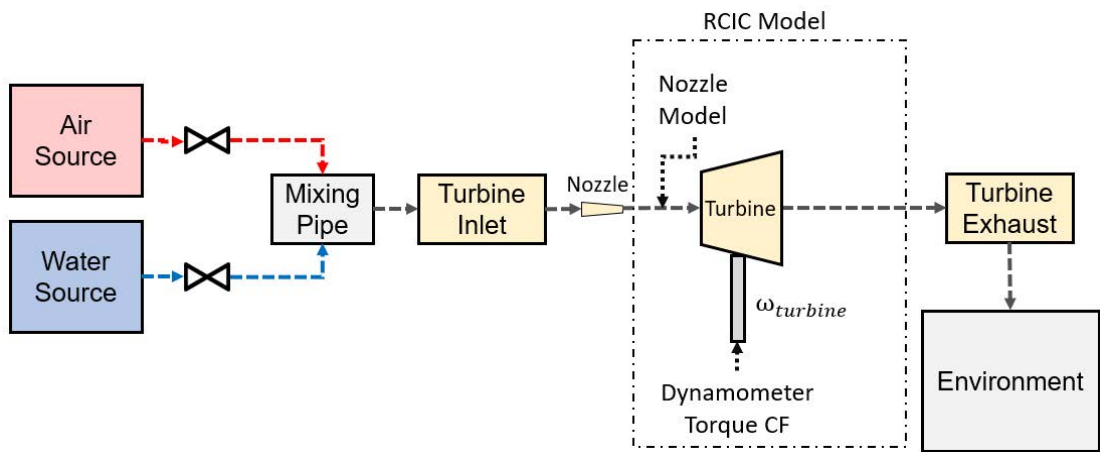 RCIC Model
Air
Source
Nozzle
Model
Mixing
Pipe
Turbine
Inlet
Nozzle
Turbine
Turbine
Exhaust
Water
Source
ω_turbine
Dynamometer
Torque CF
Environment